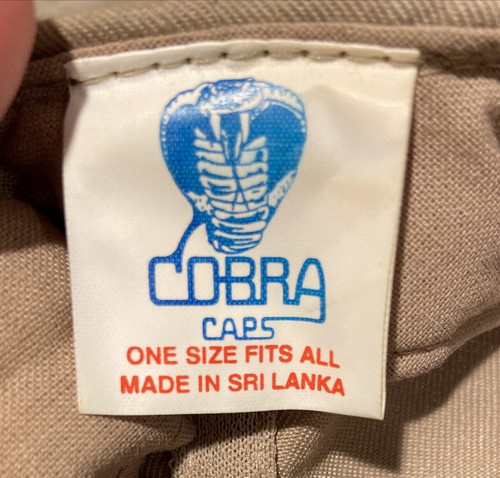 COBRA
CAPS
ONE SIZE FITS ALL
MADE IN SRI LANKA